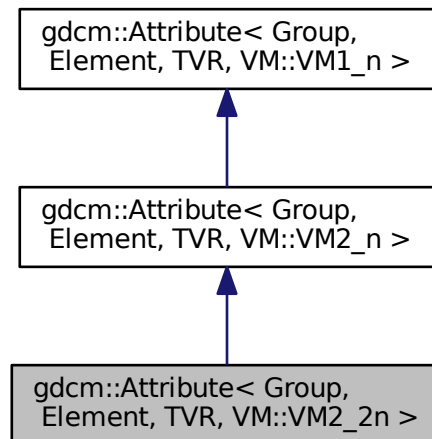 gdcm::Attribute< Group,
Element, TVR, VM::VM1_n >
gdcm::Attribute< Group,
Element, TVR, VM::VM2_n >
gdcm::Attribute< Group,
Element, TVR, VM::VM2_2n >